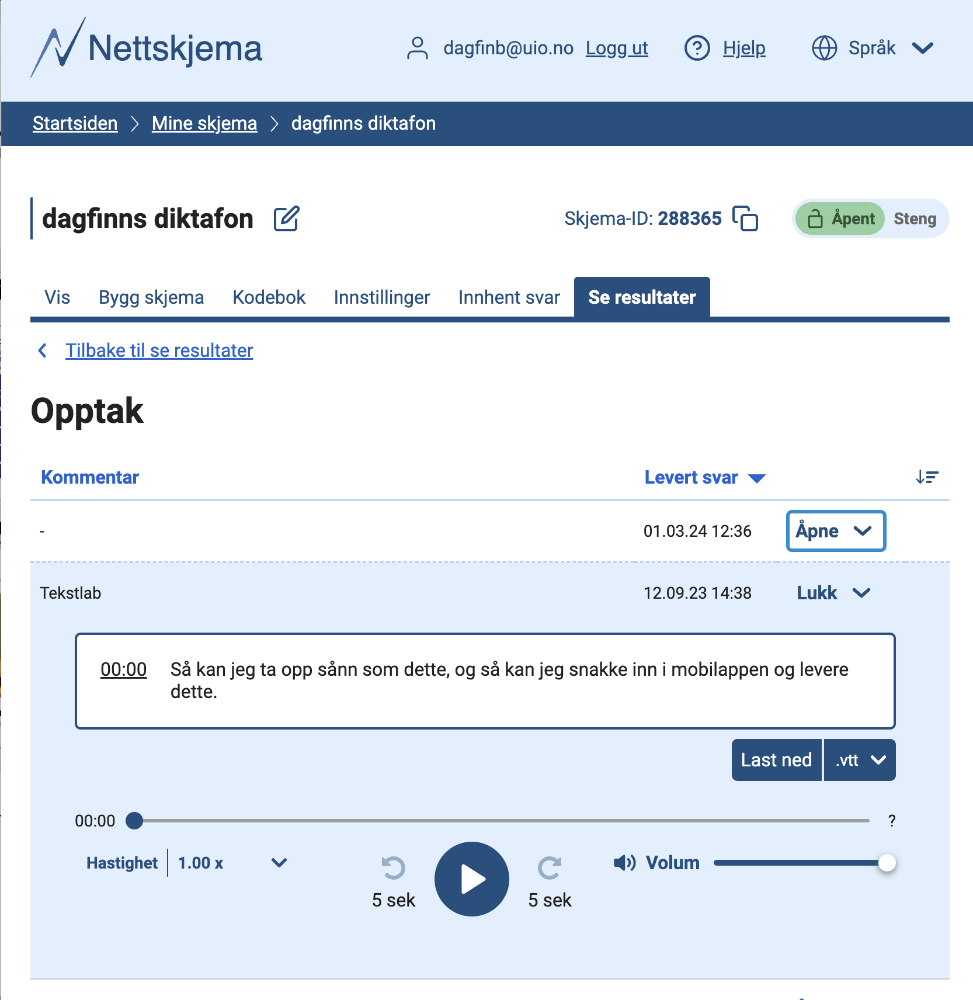 Nettskjema
dagfinb@uio.no Logg ut Hjelp Språk
Startsiden Mine skjema dagfinns diktafon
dagfinns diktafon Skjema-ID: 288365 Åpent Steng
Vis Bygg skjema Kodebok Innstillinger Innhent svar Se resultater
Tilbake til se resultater
Opptak
Kommentar Levert svar
- 01.03.24 12:36 Åpne
Tekstlab 12.09.23 14:38 Lukk
00:00 Så kan jeg ta opp sånn som dette, og så kan jeg snakke inn i mobilappen og levere
dette.
Last ned .vtt
00:00 ?
Hastighet 1.00 x 5 sek 5 sek Volum